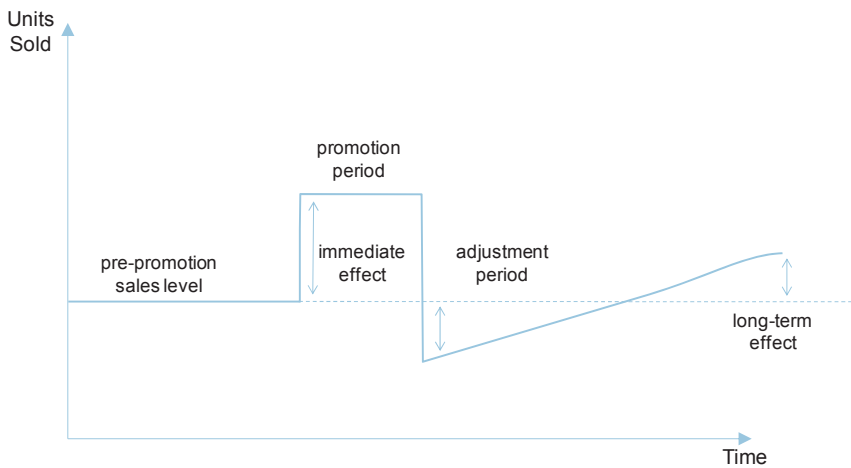 Units
Sold
promotion
period
pre-promotion
sales level
immediate
effect
adjustment
period
long-term
effect
Time